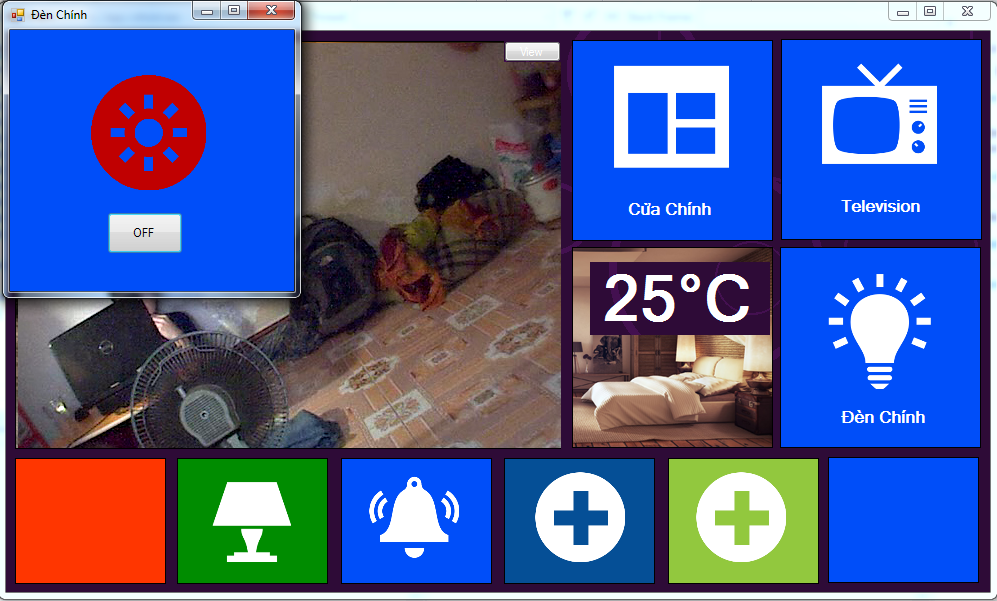 Đèn Chính
OFF
View
Cửa Chính
Television
25°C
Đèn Chính